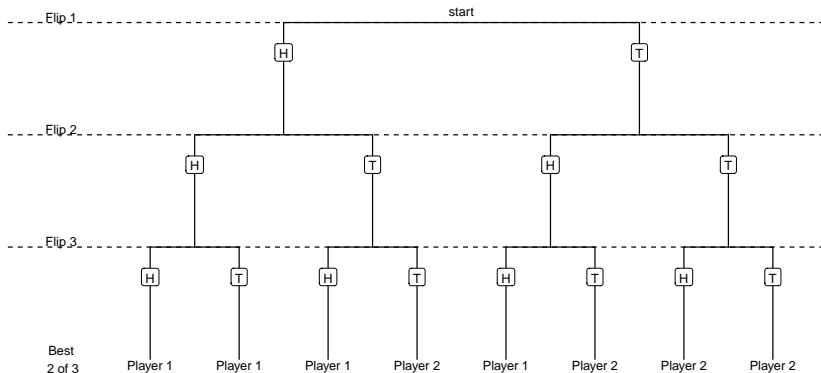 start
Flip 1
H T
Flip 2
H T H T
Flip 3
H T H T H T H T
Best
2 of 3
Player 1 Player 1 Player 1 Player 2 Player 1 Player 2 Player 2 Player 2